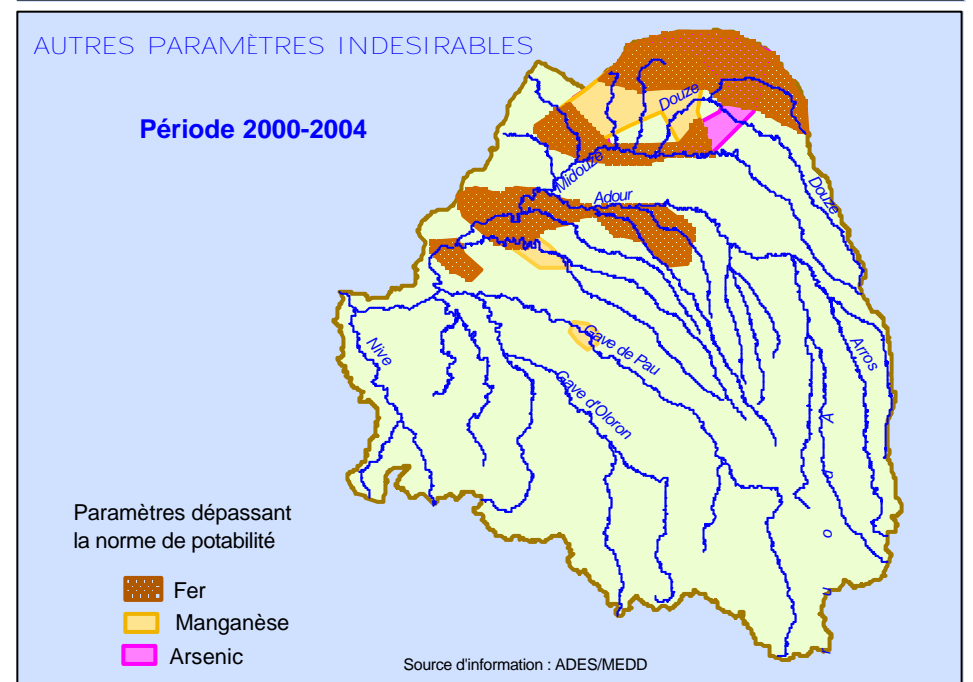 AUTRES PARAMÈTRES INDESIRABLES
Période 2000-2004
Douze
Midouze
Adour
Douze
Nive
Gave de Pau
Arros
Gave d'Oloron
A
D
o
Paramètres dépassant
la norme de potabilité
Fer
Manganèse
Arsenic
Source d'information : ADES/MEDD